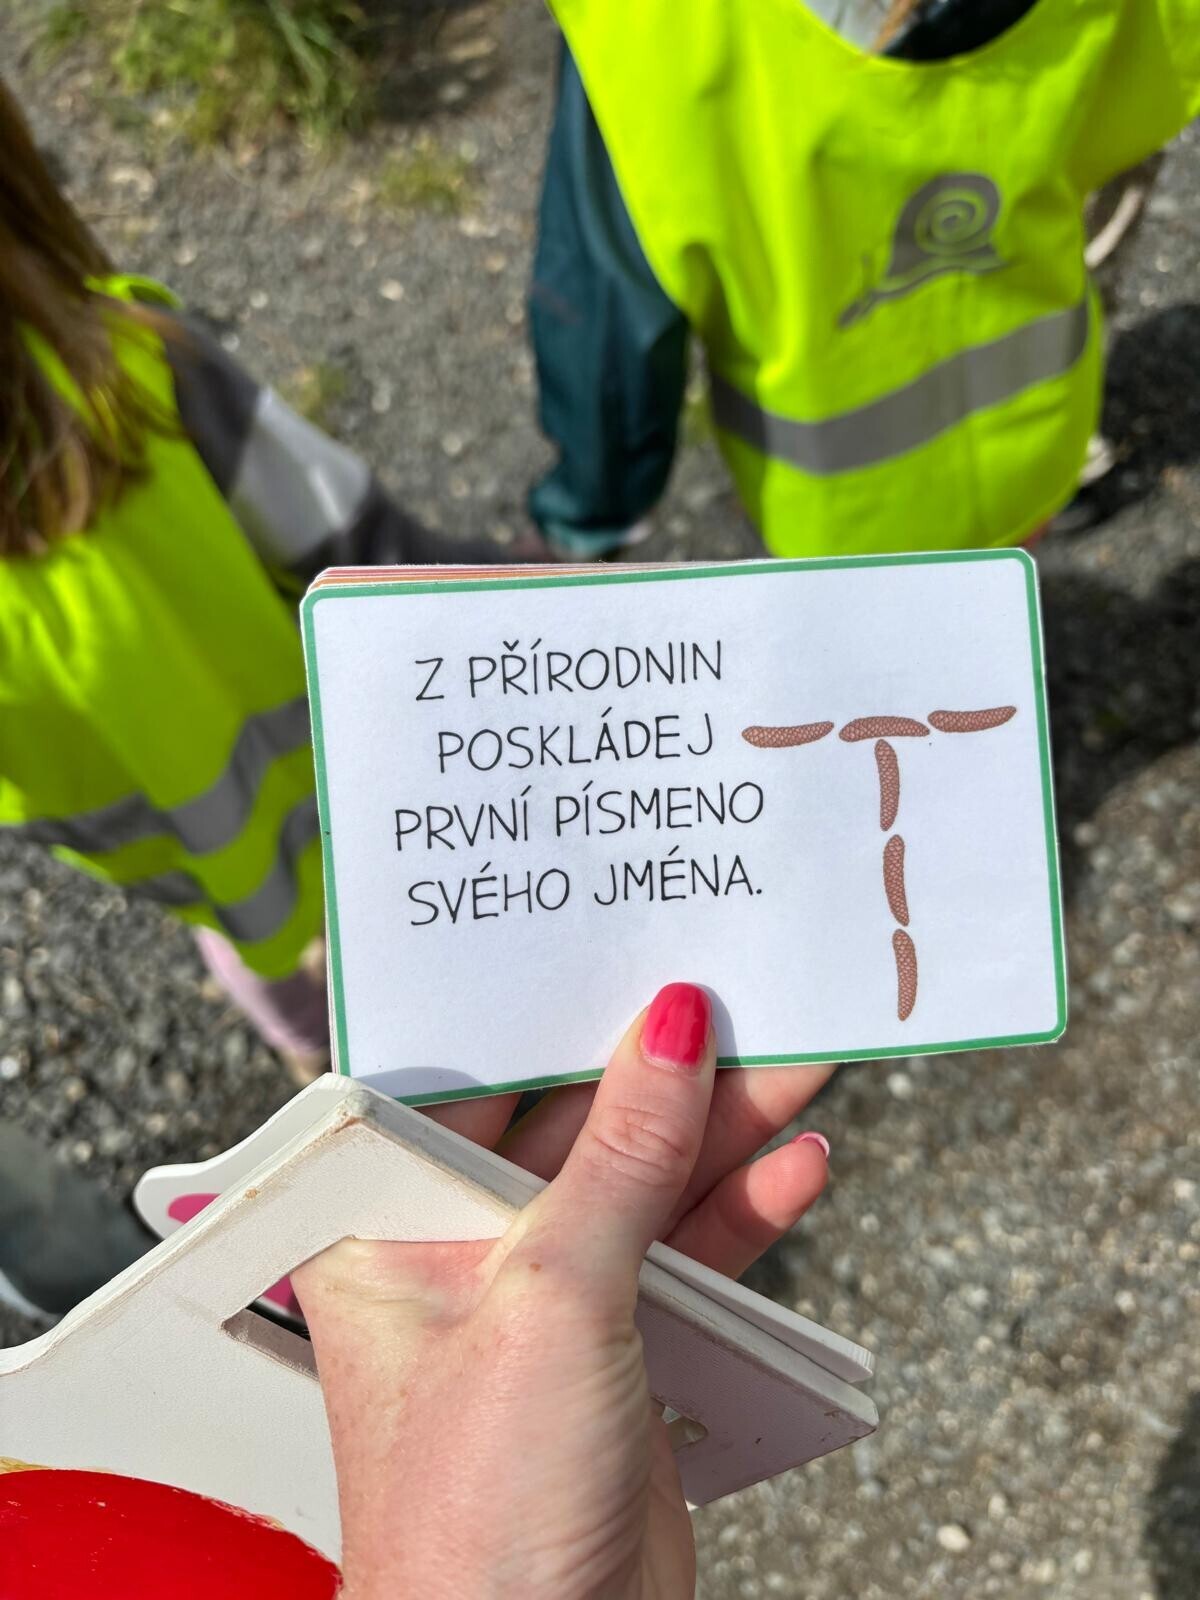 Z PŘÍRODNIN
POSKLÁDEJ
PRVNÍ PÍSMENO
SVÉHO JMÉNA.
T